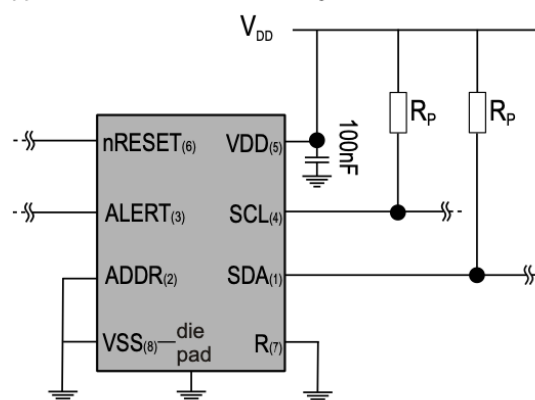 VDD
RP
RP
100nF
nRESET(6)
VDD(5)
ALERT(3)
SCL(4)
ADDR(2)
SDA(1)
VSS(8)
die
pad
R(7)